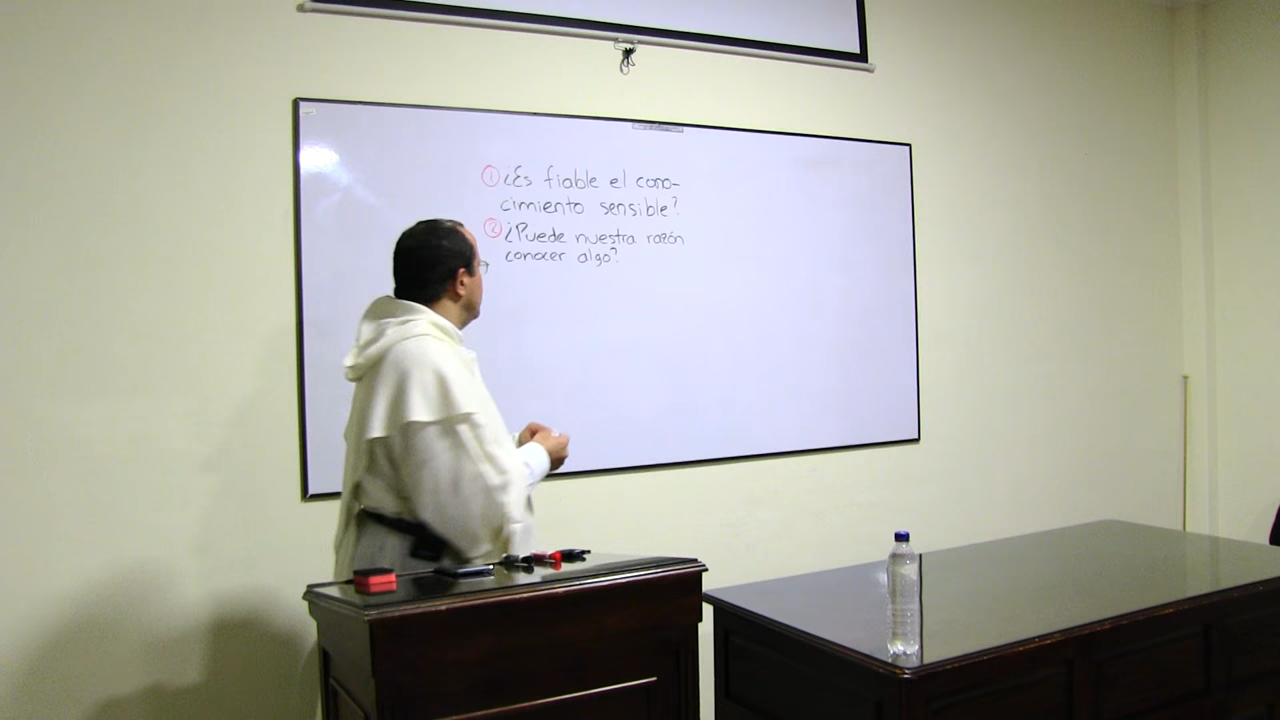 ① ¿Es fiable el cono-
cimiento sensible?
② ¿Puede nuestra razón
conocer algo?